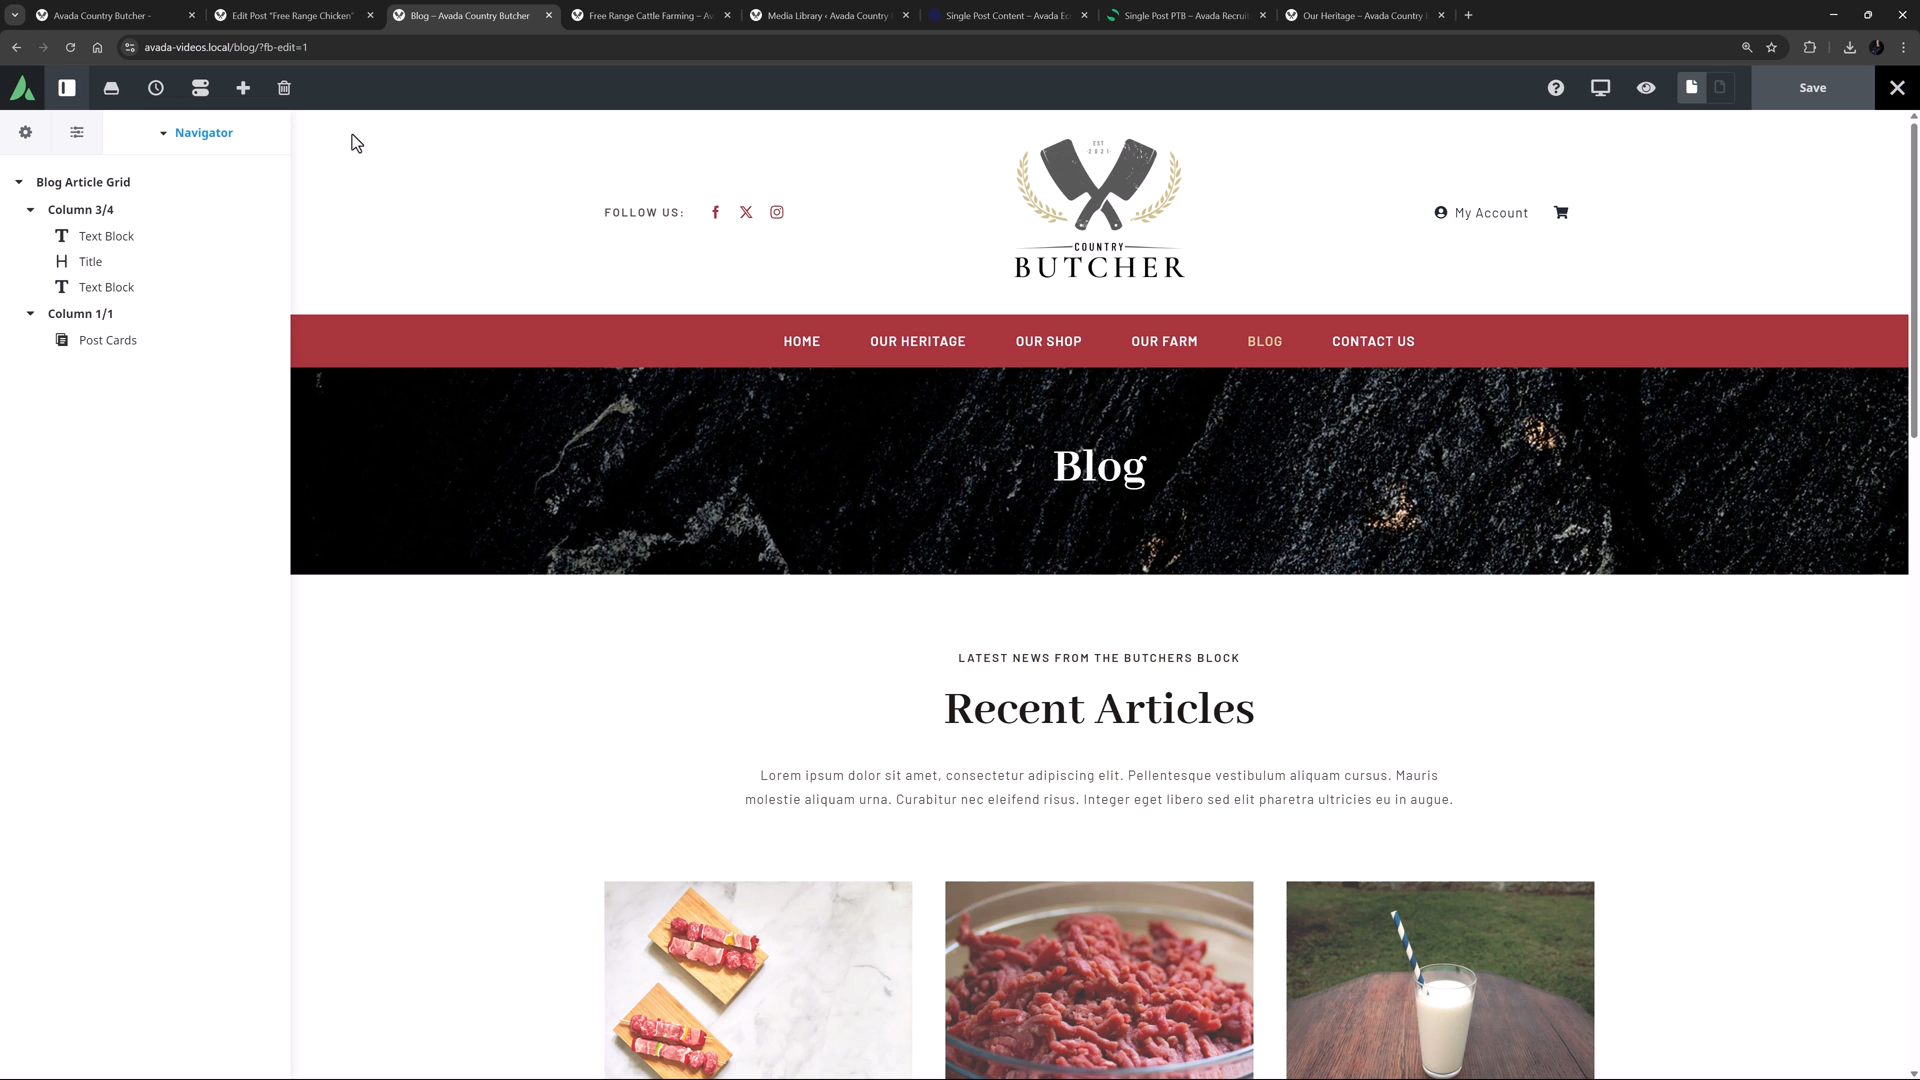 Avada Country Butcher -
Edit Post "Free Range Chicken"
Blog – Avada Country Butcher
Free Range Cattle Farming – Av
Media Library ‹ Avada Country
Single Post Content – Avada Ec
Single Post PTB – Avada Recruit
Our Heritage – Avada Country
avada-videos.local/blog/?fb-edit=1
Save
Navigator
Blog Article Grid
Column 3/4
Text Block
Title
Text Block
Column 1/1
Post Cards
EST
2021
COUNTRY
BUTCHER
FOLLOW US:
My Account
HOME
OUR HERITAGE
OUR SHOP
OUR FARM
BLOG
CONTACT US
Blog
LATEST NEWS FROM THE BUTCHERS BLOCK
Recent Articles
Lorem ipsum dolor sit amet, consectetur adipiscing elit. Pellentesque vestibulum aliquam cursus. Mauris
molestie aliquam urna. Curabitur nec eleifend risus. Integer eget libero sed elit pharetra ultricies eu in augue.